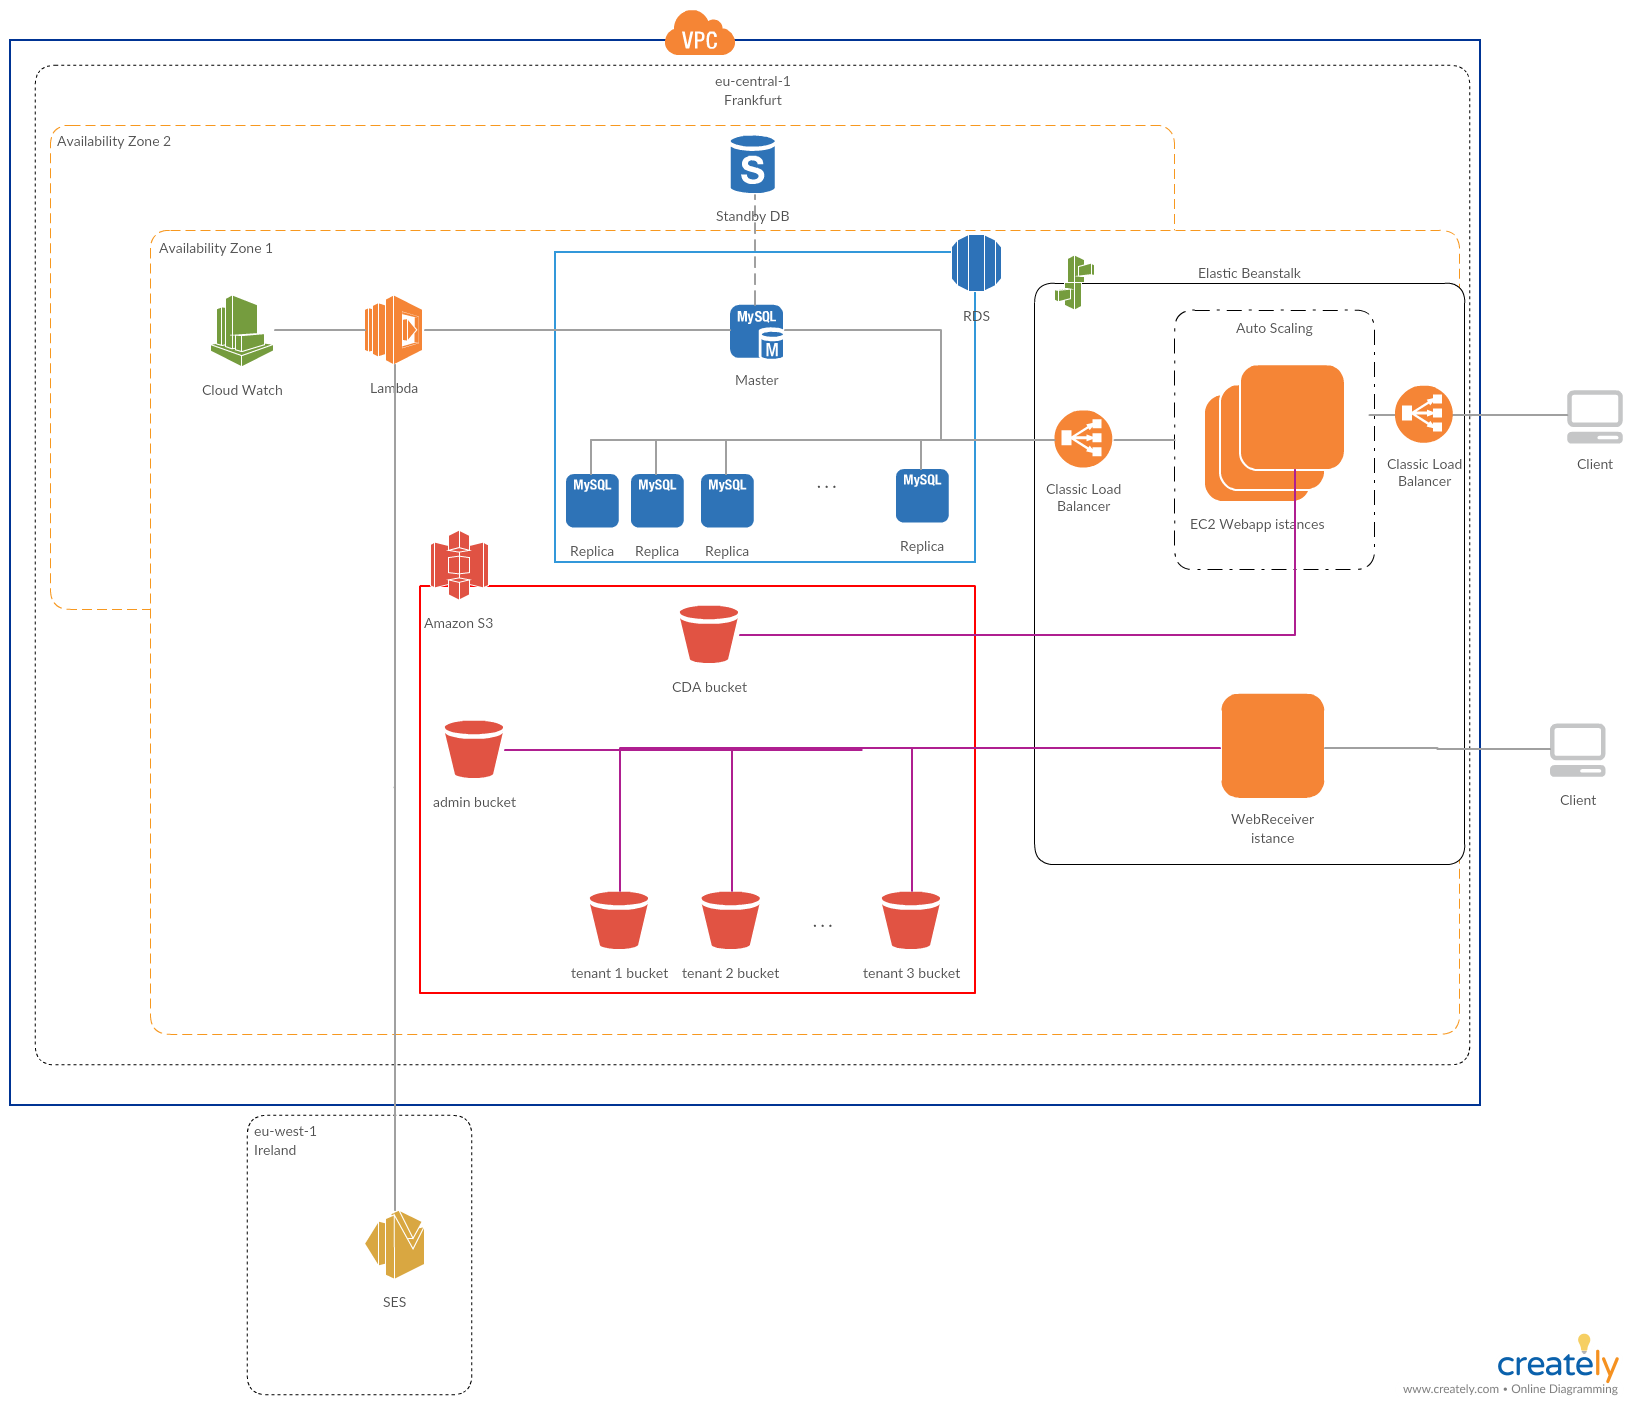 VPC
eu-central-1
Frankfurt
Availability Zone 2
S
Standby DB
Availability Zone 1
RDS
Elastic Beanstalk
Auto Scaling
MySQL
M
Master
Cloud Watch
Lambda
Classic Load
Balancer
EC2 Webapp istances
Classic Load
Balancer
Client
MySQL
MySQL
MySQL
...
MySQL
Replica
Replica
Replica
Replica
Amazon S3
CDA bucket
admin bucket
WebReceiver
istance
Client
tenant 1 bucket
tenant 2 bucket
...
tenant 3 bucket
eu-west-1
Ireland
SES
creately
www.creately.com • Online Diagramming